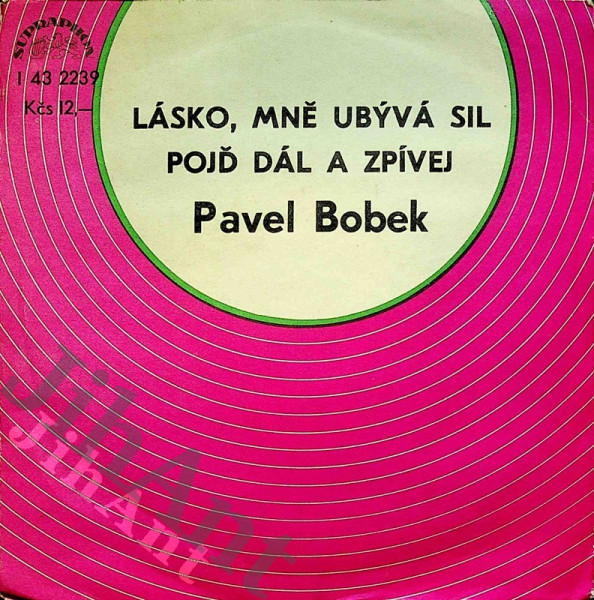 SUPRAPHON
1 43 2239
Kčs 12,—
LÁSKO, MNĚ UBÝVÁ SIL
POJĎ DÁL A ZPÍVEJ
Pavel Bobek
JihAnt
JihAnt